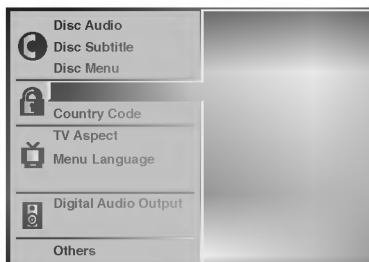 Disc Audio
Disc Subtitle
Disc Menu
Country Code
TV Aspect
Menu Language
Digital Audio Output
Others